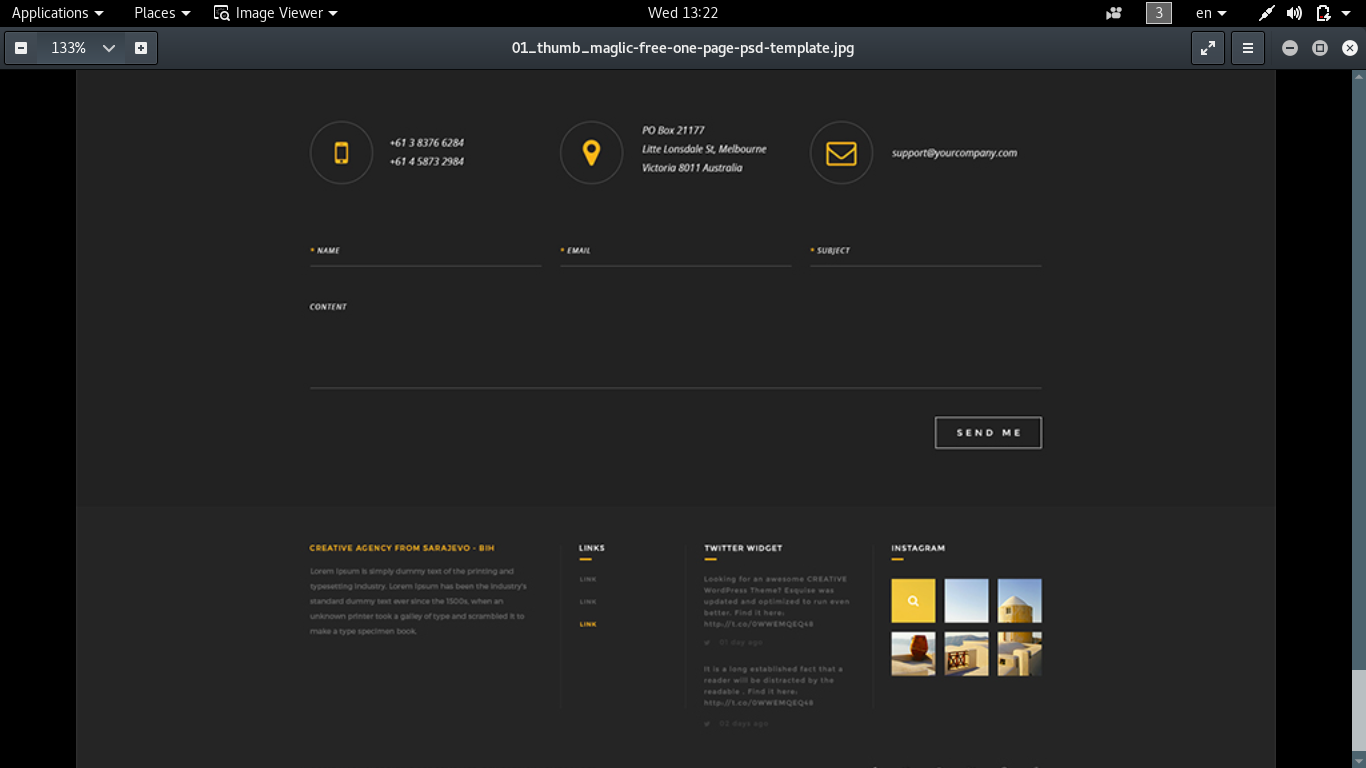 Applications Places Image Viewer Wed 13:22 3 en
133% 01_thumb_maglic-free-one-page-psd-template.jpg
+61 3 8376 6284
+61 4 5873 2984
PO Box 21177
Litte Lonsdale St, Melbourne
Victoria 8011 Australia
support@yourcompany.com
* NAME
* EMAIL
* SUBJECT
CONTENT
SEND ME
CREATIVE AGENCY FROM SARAJEVO - BIH
Lorem Ipsum is simply dummy text of the printing and
typesetting industry. Lorem Ipsum has been the industry's
standard dummy text ever since the 1500s, when an
unknown printer took a galley of type and scrambled it to
make a type specimen book.
LINKS
LINK
LINK
LINK
TWITTER WIDGET
Looking for an awesome CREATIVE
WordPress Theme? Esquise was
updated and optimized to run even
better. Find it here:
http://t.co/0WWEMQEQ48
01 day ago
It is a long established fact that a
reader will be distracted by the
readable . Find it here:
http://t.co/0WWEMQEQ48
02 days ago
INSTAGRAM